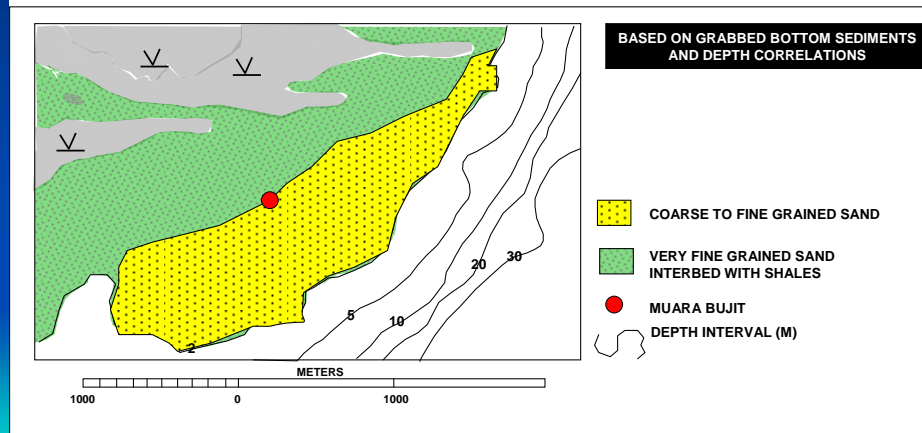 BASED ON GRABBED BOTTOM SEDIMENTS
AND DEPTH CORRELATIONS
COARSE TO FINE GRAINED SAND
VERY FINE GRAINED SAND
INTERBED WITH SHALES
MUARA BUJIT
DEPTH INTERVAL (M)
30
20
5
10
2
METERS
1000
0
1000